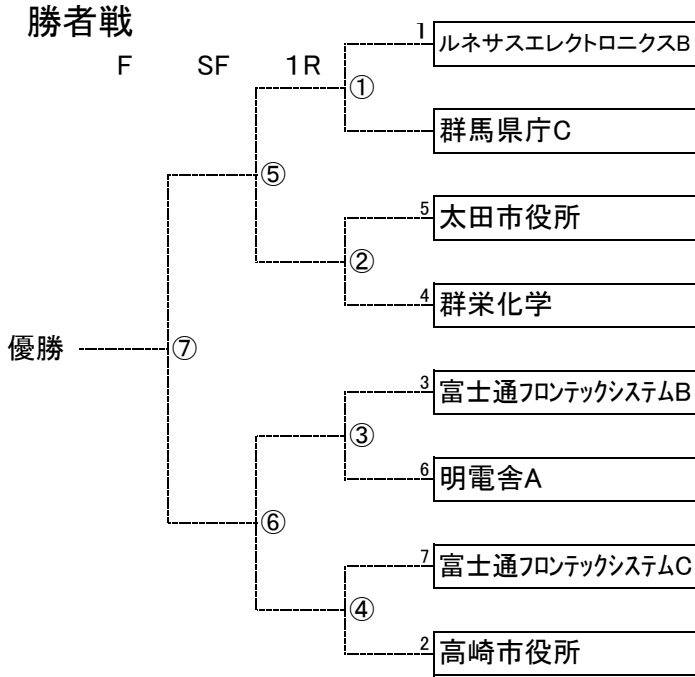 勝者戦
F SF 1R
1 ルネサスエレクトロニクスB
①
群馬県庁C
⑤
5 太田市役所
②
4 群栄化学
優勝 ⑦
3 富士通フロンテックシステムB
③
6 明電舎A
⑥
7 富士通フロンテックシステムC
④
2 高崎市役所